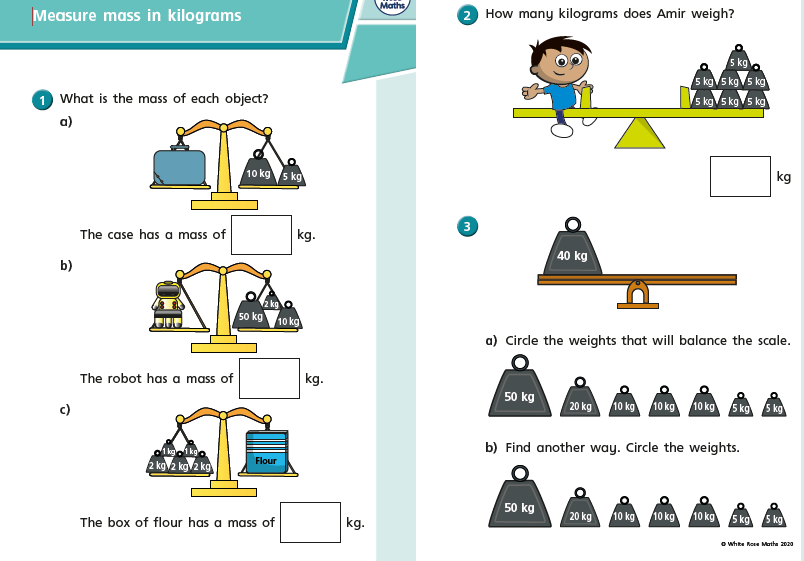 Measure mass in kilograms
Maths
1 What is the mass of each object?
a)
10 kg 5 kg
The case has a mass of kg.
b)
50 kg 2 kg 10 kg
The robot has a mass of kg.
c)
1 kg 1 kg
2 kg 2 kg 2 kg
Flour
The box of flour has a mass of kg.
2 How many kilograms does Amir weigh?
5 kg
5 kg 5 kg 5 kg
5 kg 5 kg 5 kg
kg
3
40 kg
a) Circle the weights that will balance the scale.
50 kg 20 kg 10 kg 10 kg 10 kg 5 kg 5 kg
b) Find another way. Circle the weights.
50 kg 20 kg 10 kg 10 kg 10 kg 5 kg 5 kg
© White Rose Maths 2020